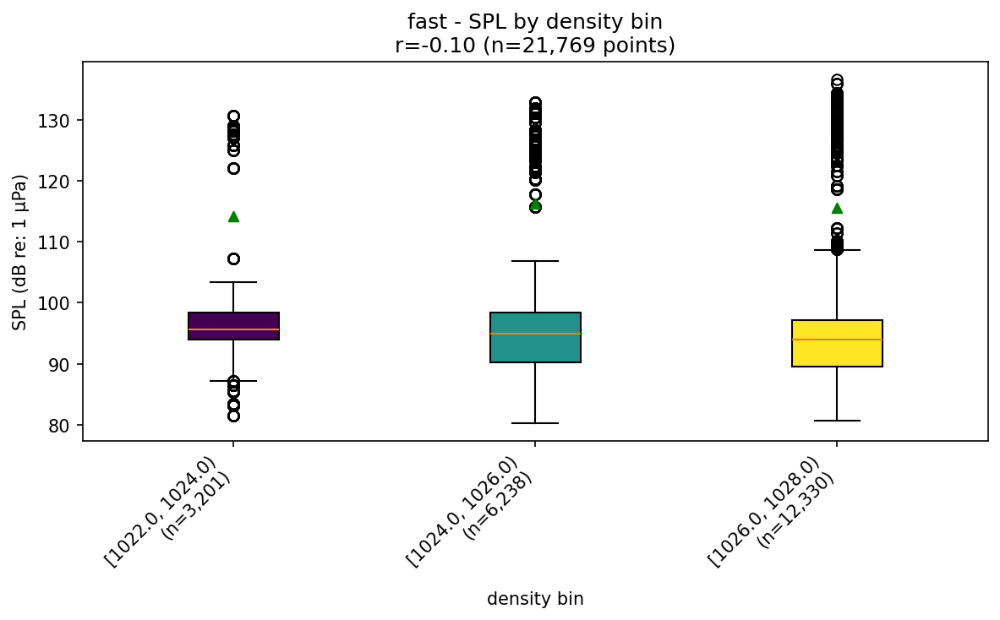 fast - SPL by density bin
r=-0.10 (n=21,769 points)
SPL (dB re: 1 µPa)
130
120
110
100
90
80
[1022.0, 1024.0)
(n=3,201)
[1024.0, 1026.0)
(n=6,238)
[1026.0, 1028.0)
(n=12,330)
density bin